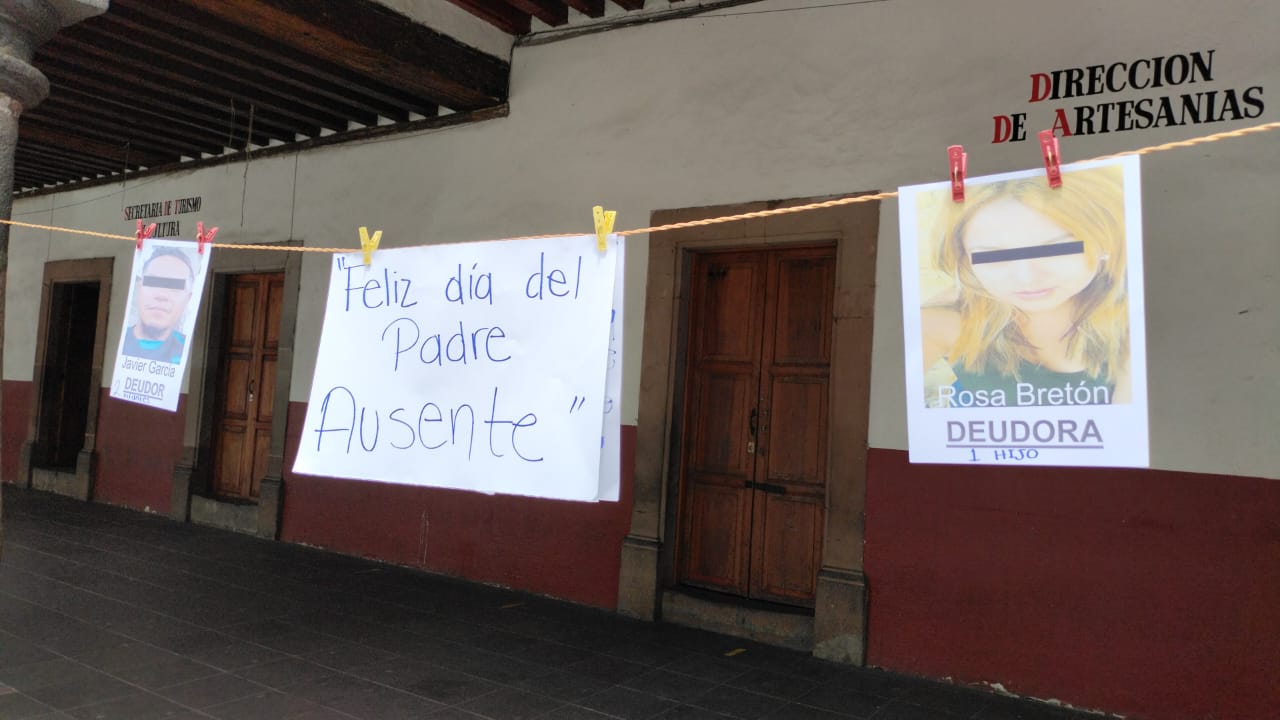 DIRECCION
DE ARTESANIAS
SECRETARIA DE TURISMO
Javier García
DEUDOR
"Feliz día del
Padre
Ausente"
Rosa Bretón
DEUDORA
1 HIJO